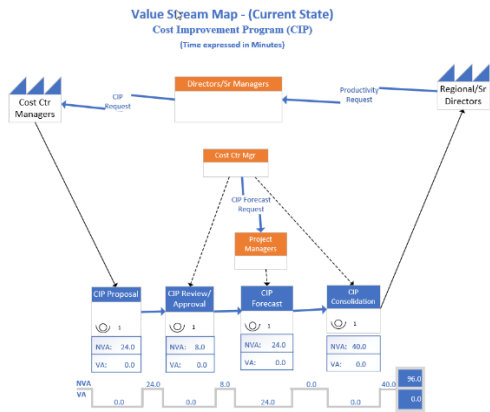 Value Stream Map - (Current State)
Cost Improvement Program (CIP)
(Time expressed in Minutes)
Cost Ctr
Managers
CIP
Request
Directors/Sr Managers
Productivity
Request
Regional/Sr
Directors
Cost Ctr Mgr
CIP Forecast
Request
Project
Managers
CIP Proposal
1
NVA: 24.0
VA: 0.0
CIP Review/
Approval
1
NVA: 8.0
VA: 0.0
CIP
Forecast
1
NVA: 24.0
VA: 0.0
CIP
Consolidation
1
NVA: 40.0
VA: 0.0
NVA 24.0 8.0 0.0 40.0 96.0
VA 0.0 0.0 24.0 0.0 0.0